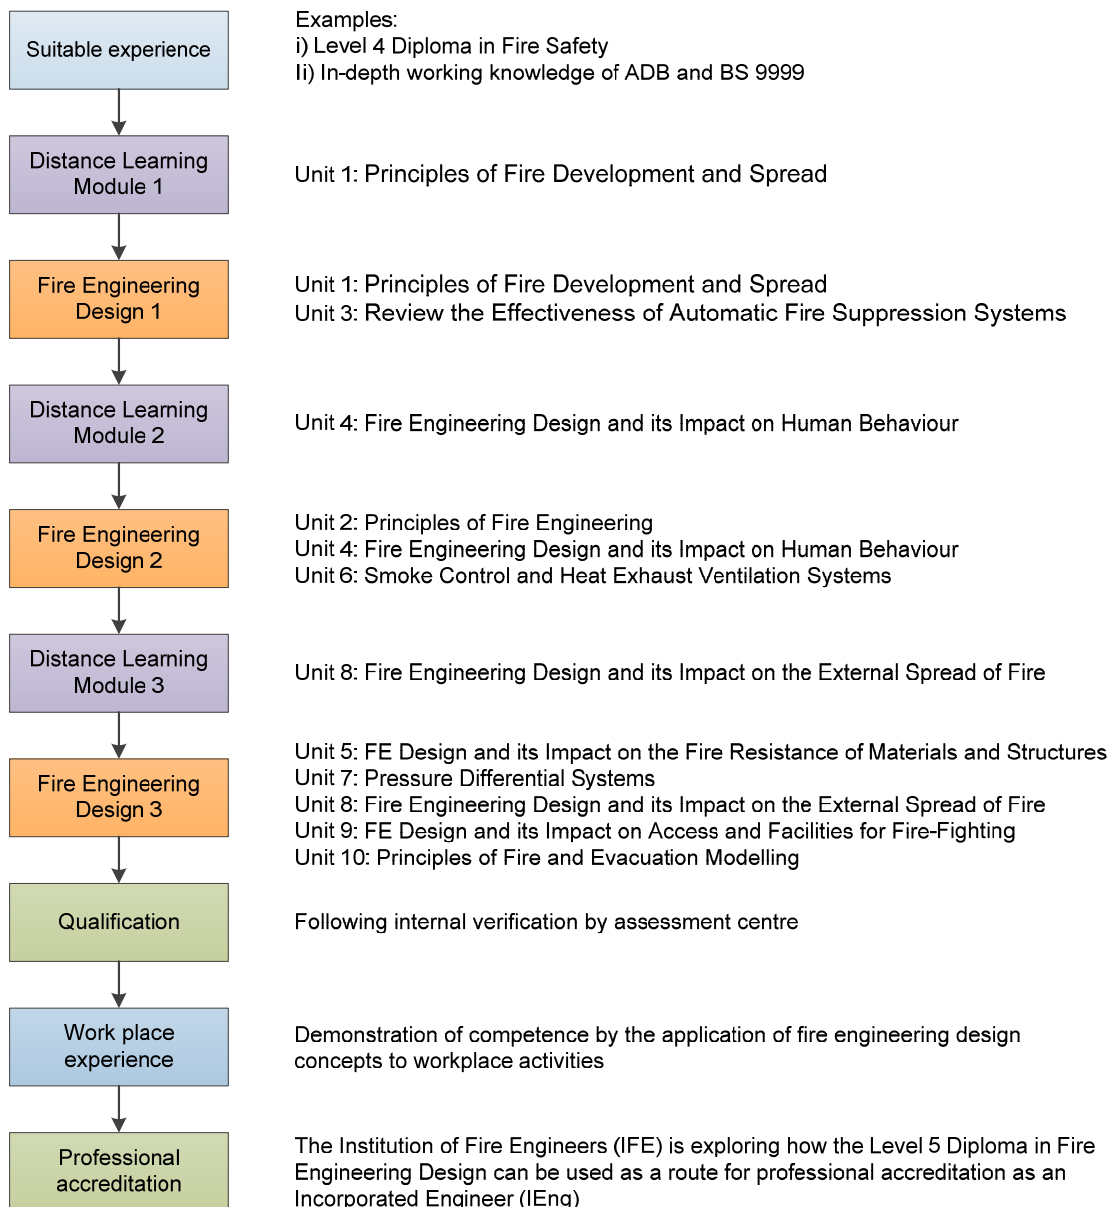 Suitable experience
Examples:
i) Level 4 Diploma in Fire Safety
Ii) In-depth working knowledge of ADB and BS 9999
Distance Learning
Module 1
Unit 1: Principles of Fire Development and Spread
Fire Engineering
Design 1
Unit 1: Principles of Fire Development and Spread
Unit 3: Review the Effectiveness of Automatic Fire Suppression Systems
Distance Learning
Module 2
Unit 4: Fire Engineering Design and its Impact on Human Behaviour
Fire Engineering
Design 2
Unit 2: Principles of Fire Engineering
Unit 4: Fire Engineering Design and its Impact on Human Behaviour
Unit 6: Smoke Control and Heat Exhaust Ventilation Systems
Distance Learning
Module 3
Unit 8: Fire Engineering Design and its Impact on the External Spread of Fire
Fire Engineering
Design 3
Unit 5: FE Design and its Impact on the Fire Resistance of Materials and Structures
Unit 7: Pressure Differential Systems
Unit 8: Fire Engineering Design and its Impact on the External Spread of Fire
Unit 9: FE Design and its Impact on Access and Facilities for Fire-Fighting
Unit 10: Principles of Fire and Evacuation Modelling
Qualification
Following internal verification by assessment centre
Work place
experience
Demonstration of competence by the application of fire engineering design
concepts to workplace activities
Professional
accreditation
The Institution of Fire Engineers (IFE) is exploring how the Level 5 Diploma in Fire
Engineering Design can be used as a route for professional accreditation as an
Incorporated Engineer (IEng)